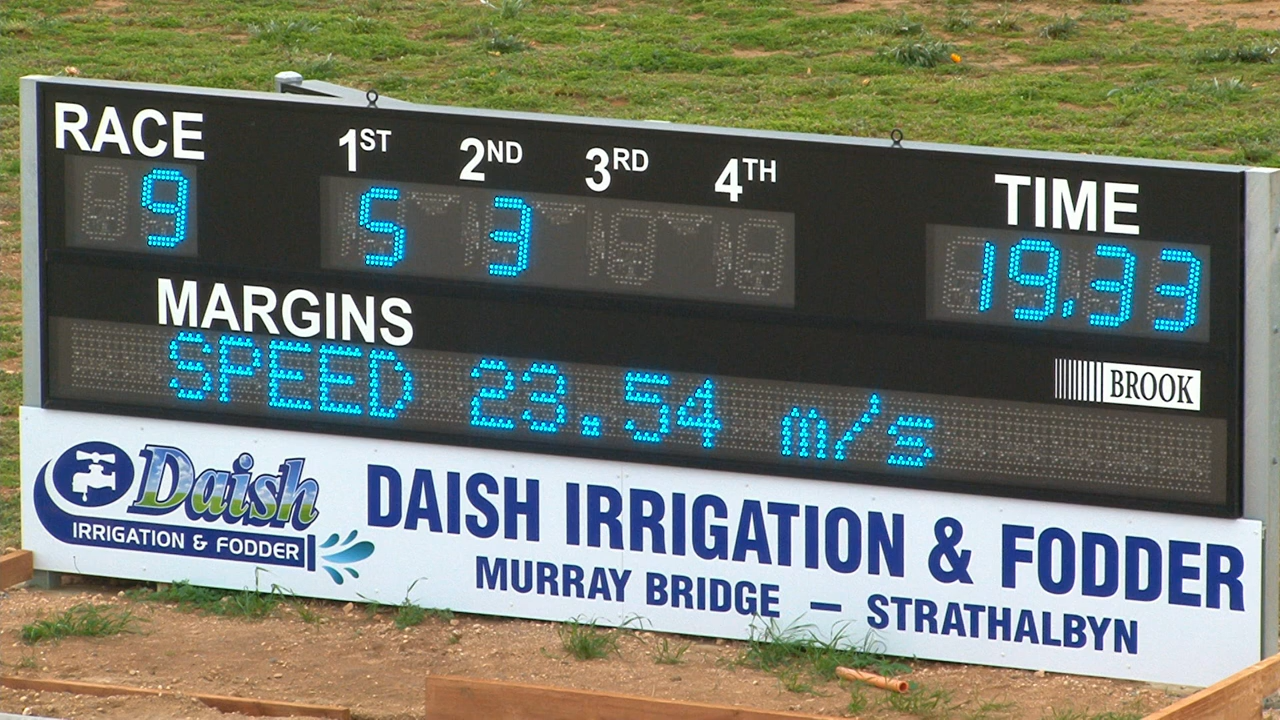 RACE 1ST 2ND 3RD 4TH TIME
9 5 3 19.33
MARGINS
SPEED 23.54 m/s
BROOK
Daish
IRRIGATION & FODDER
DAISH IRRIGATION & FODDER
MURRAY BRIDGE – STRATHALBYN